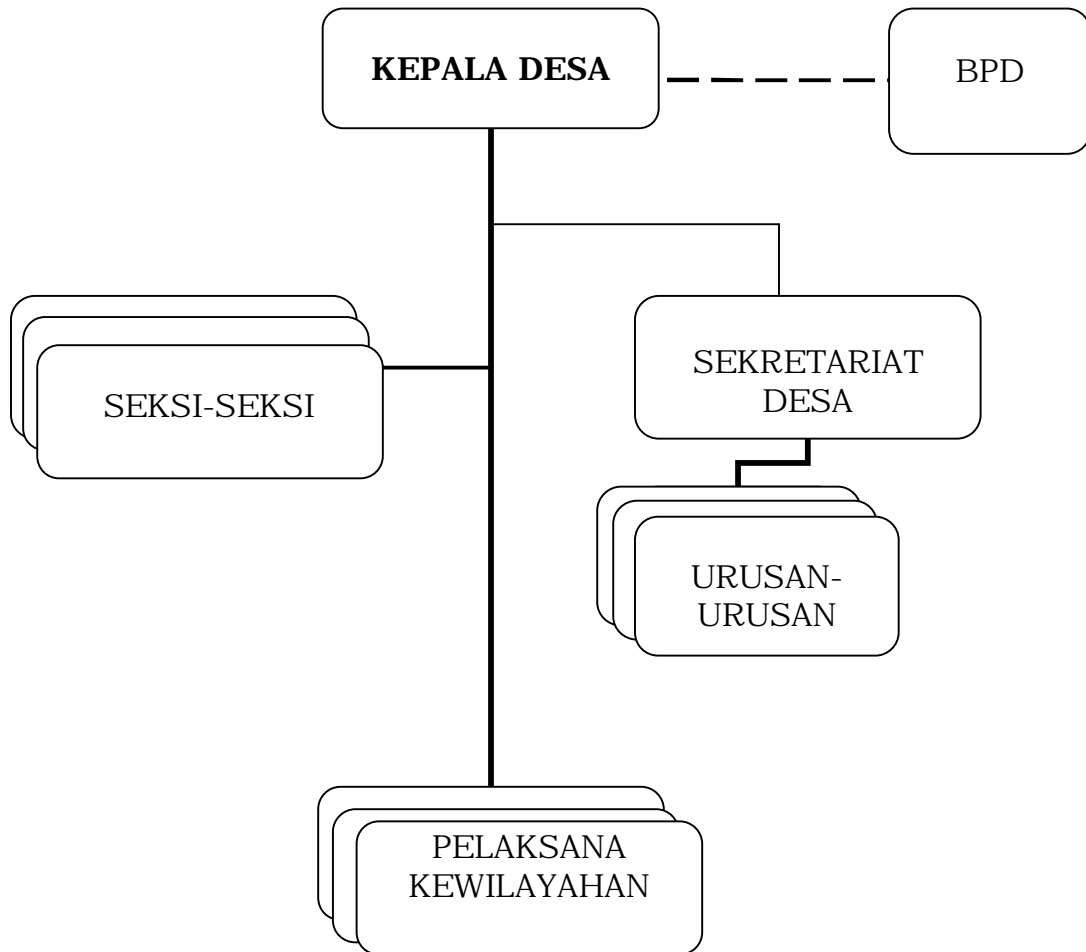 KEPALA DESA
BPD
SEKSI-SEKSI
SEKRETARIAT
DESA
URUSAN-
URUSAN
PELAKSANA
KEWILAYAHAN